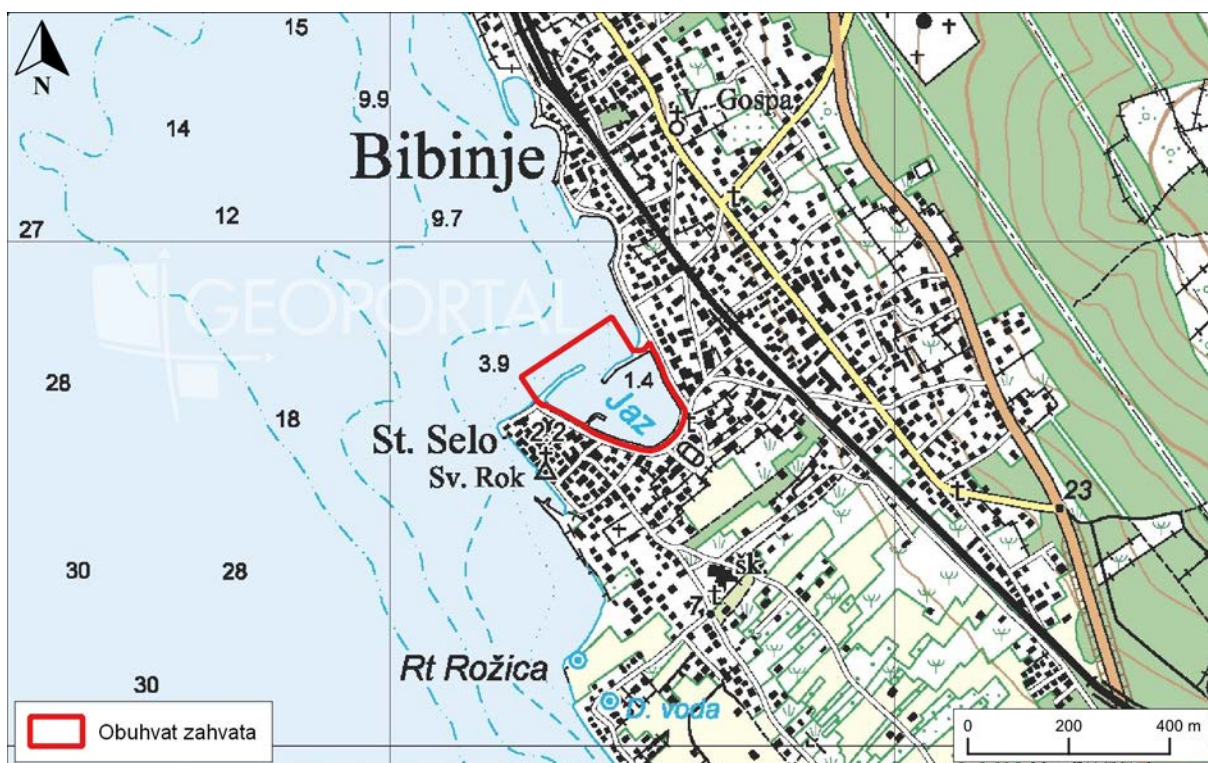 15
N
9.9
14
V. Gospa
Bibinje
12
27
9.7
GEOPORTAL
3.9
1.4
28
Jaz
18
St. Selo
2.2
Sv. Rok
23
30
28
šk.
7
Rt Rožica
30
D. voda
Obuhvat zahvata
0 200 400 m